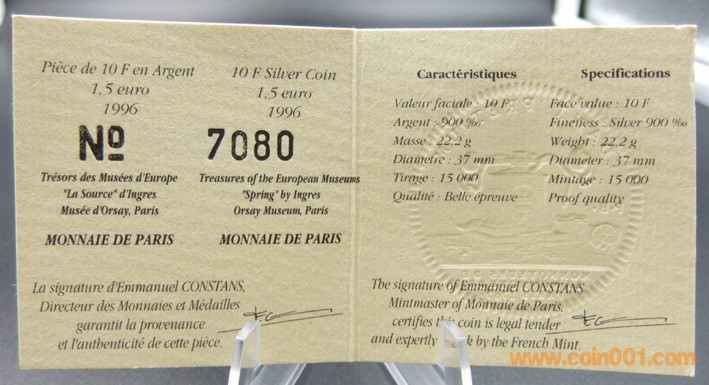 Pièce de 10 F en Argent
1,5 euro
1996
10 F Silver Coin
1,5 euro
1996
Nº 7080
Trésors des Musées d'Europe
"La Source" d'Ingres
Musée d'Orsay, Paris
Treasures of the European Museums
"Spring" by Ingres
Orsay Museum, Paris
MONNAIE DE PARIS
MONNAIE DE PARIS
La signature d'Emmanuel CONSTANS,
Directeur des Monnaies et Médailles
garantit la provenance
et l'authenticité de cette pièce.
Caractéristiques
Valeur faciale : 10 F
Argent : 900 ‰
Masse : 22,2 g
Diamètre : 37 mm
Tirage : 15 000
Qualité : Belle épreuve
Specifications
Face value : 10 F
Fineness : Silver 900 ‰
Weight : 22,2 g
Diameter : 37 mm
Mintage : 15 000
Proof quality
The signature of Emmanuel CONSTANS
Mintmaster of Monnaie de Paris,
certifies this coin is legal tender
and expertly by the French Mint.
www.coin001.com